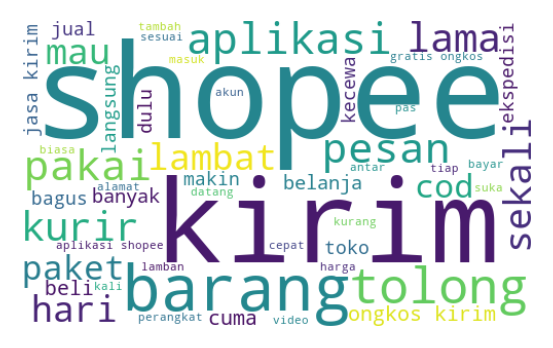 tambah
jual
sesuai
mau
masuk
aplikasi
lama
gratis ongkos
jasa kirim
langsung
dulu
shopee
akun
kecewa
pas
ekspedisi
biasa
pakai
lambat
pesan
sekali
antar
tiap
bayar
bagus
alamat
banyak
makin
datang
belanja
cod
suka
kurir
kirim
kurang
aplikasi shopee
cepat
toko
paket
lamban
barang
harga
tolong
beli
kali
hari
perangkat
cuma
video
ongkos kirim